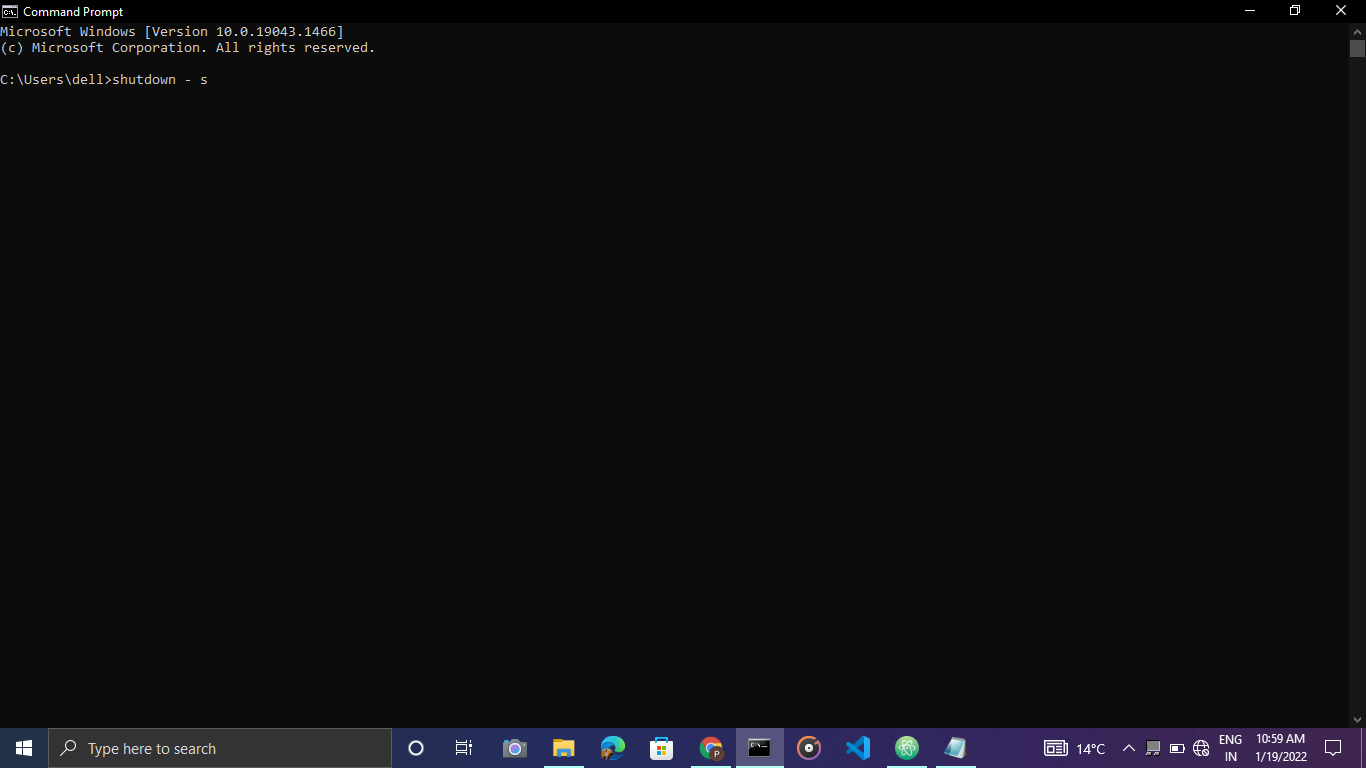 Command Prompt
Microsoft Windows [Version 10.0.19043.1466]
(c) Microsoft Corporation. All rights reserved.
C:\Users\dell>shutdown - s
Type here to search
P
14°C
ENG
IN
10:59 AM
1/19/2022